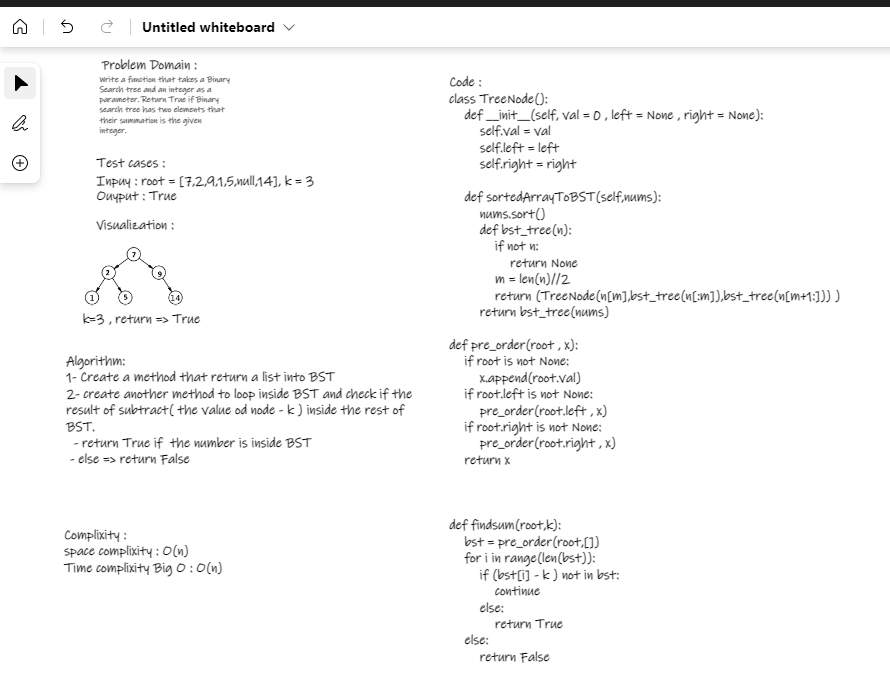 Untitled whiteboard
Problem Domain :
Write a function that takes a Binary
Search tree and an integer as a
parameter. Return True if Binary
search tree has two elements that
their summation is the given
integer.
Test cases :
Inpuy : root = [7,2,9,1,5,null,14], k = 3
Ouyput : True
Visualization :
7
2 9
1 5 14
k=3 , return => True
Algorithm:
1- Create a method that return a list into BST
2- create another method to loop inside BST and check if the
result of subtract( the value od node - k ) inside the rest of
BST.
- return True if the number is inside BST
- else => return False
Complixity :
space complixity : O(n)
Time complixity Big O : O(n)
Code :
class TreeNode():
def __init__(self, val = 0 , left = None , right = None):
self.val = val
self.left = left
self.right = right
def sortedArrayToBST(self,nums):
nums.sort()
def bst_tree(n):
if not n:
return None
m = len(n)//2
return (TreeNode(n[m],bst_tree(n[:m]),bst_tree(n[m+1:])) )
return bst_tree(nums)
def pre_order(root , x):
if root is not None:
x.append(root.val)
if root.left is not None:
pre_order(root.left , x)
if root.right is not None:
pre_order(root.right , x)
return x
def findsum(root,k):
bst = pre_order(root,[])
for i in range(len(bst)):
if (bst[i] - k ) not in bst:
continue
else:
return True
else:
return False